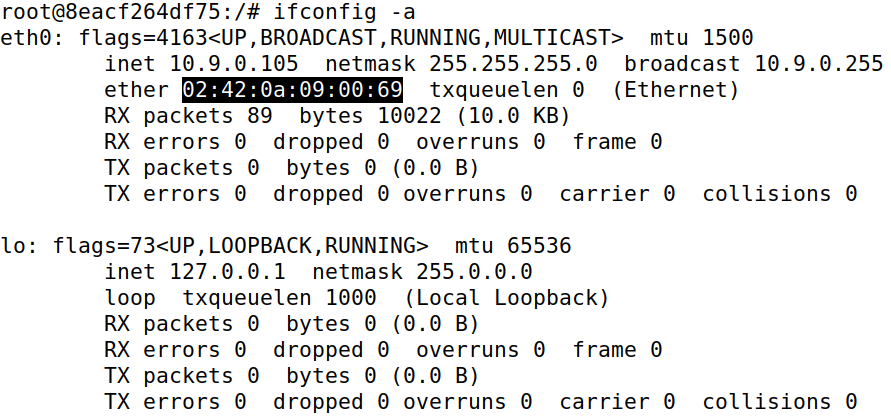 root@8eacf264df75:/# ifconfig -a
eth0: flags=4163<UP,BROADCAST,RUNNING,MULTICAST>  mtu 1500
        inet 10.9.0.105  netmask 255.255.255.0  broadcast 10.9.0.255
        ether 02:42:0a:09:00:69  txqueuelen 0  (Ethernet)
        RX packets 89  bytes 10022 (10.0 KB)
        RX errors 0  dropped 0  overruns 0  frame 0
        TX packets 0  bytes 0 (0.0 B)
        TX errors 0  dropped 0 overruns 0  carrier 0  collisions 0

lo: flags=73<UP,LOOPBACK,RUNNING>  mtu 65536
        inet 127.0.0.1  netmask 255.0.0.0
        loop  txqueuelen 1000  (Local Loopback)
        RX packets 0  bytes 0 (0.0 B)
        RX errors 0  dropped 0  overruns 0  frame 0
        TX packets 0  bytes 0 (0.0 B)
        TX errors 0  dropped 0 overruns 0  carrier 0  collisions 0